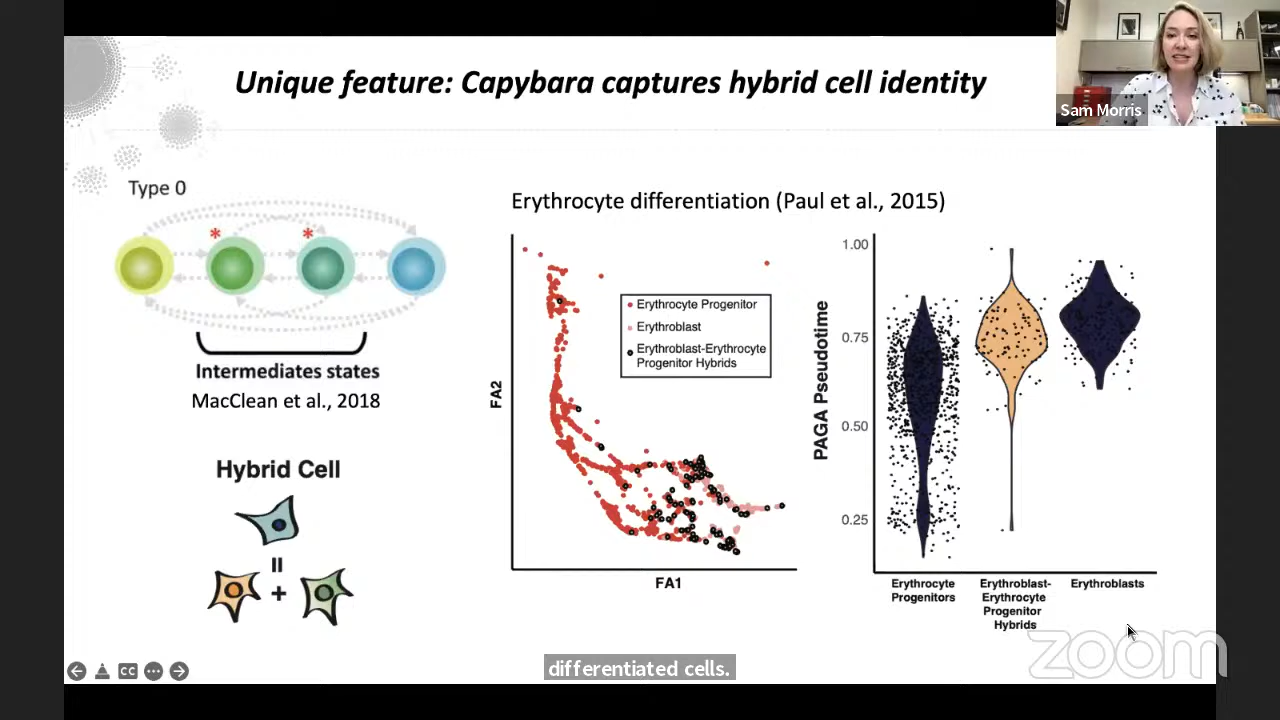 Unique feature: Capybara captures hybrid cell identity
Sam Morris
Type 0
*
*
Intermediates states
MacClean et al., 2018
Hybrid Cell
=
+
Erythrocyte differentiation (Paul et al., 2015)
Erythrocyte Progenitor
Erythroblast
Erythroblast-Erythrocyte
Progenitor Hybrids
FA2
FA1
PAGA Pseudotime
1.00
0.75
0.50
0.25
Erythrocyte
Progenitors
Erythroblast-
Erythrocyte
Progenitor
Hybrids
Erythroblasts
CC
differentiated cells.
zoom